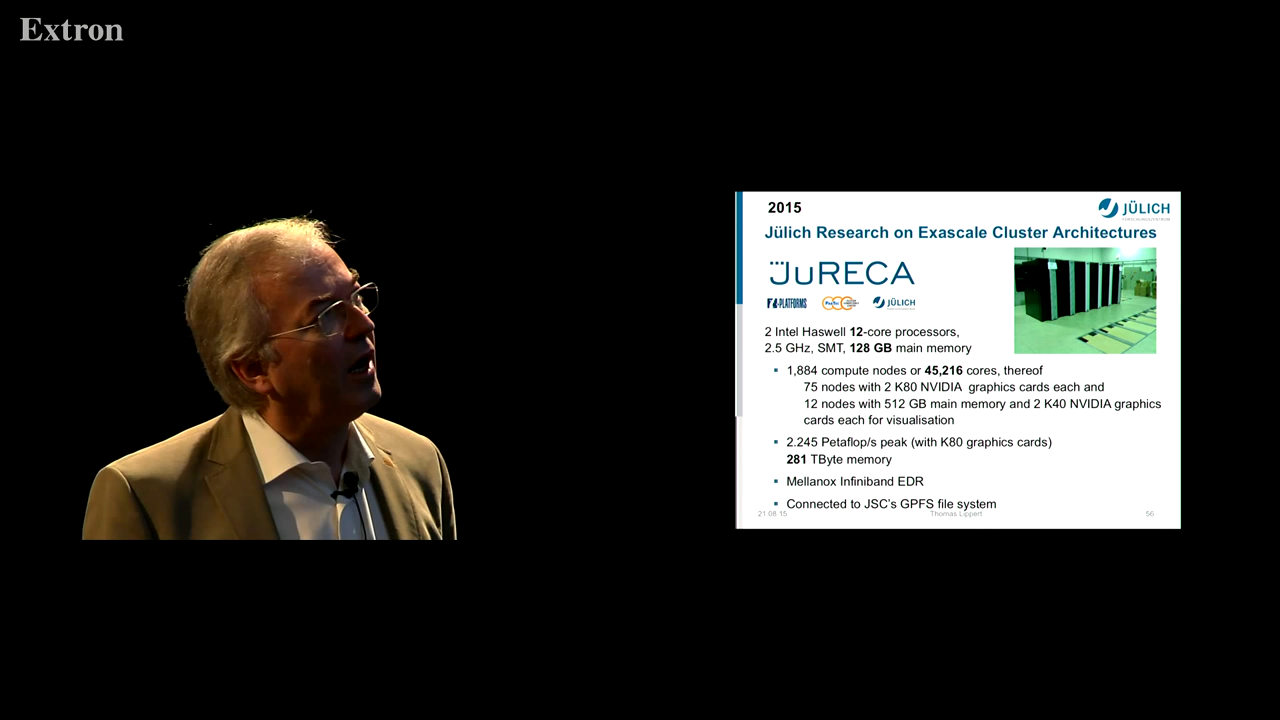 Extron
2015
JÜLICH
FORSCHUNGSZENTRUM
Jülich Research on Exascale Cluster Architectures
JURECA
T-PLATFORMS
JÜLICH
2 Intel Haswell 12-core processors,
2.5 GHz, SMT, 128 GB main memory
1,884 compute nodes or 45,216 cores, thereof
75 nodes with 2 K80 NVIDIA graphics cards each and
12 nodes with 512 GB main memory and 2 K40 NVIDIA graphics
cards each for visualisation
2.245 Petaflop/s peak (with K80 graphics cards)
281 TByte memory
Mellanox Infiniband EDR
Connected to JSC's GPFS file system
21.08.15
Thomas Lippert
56